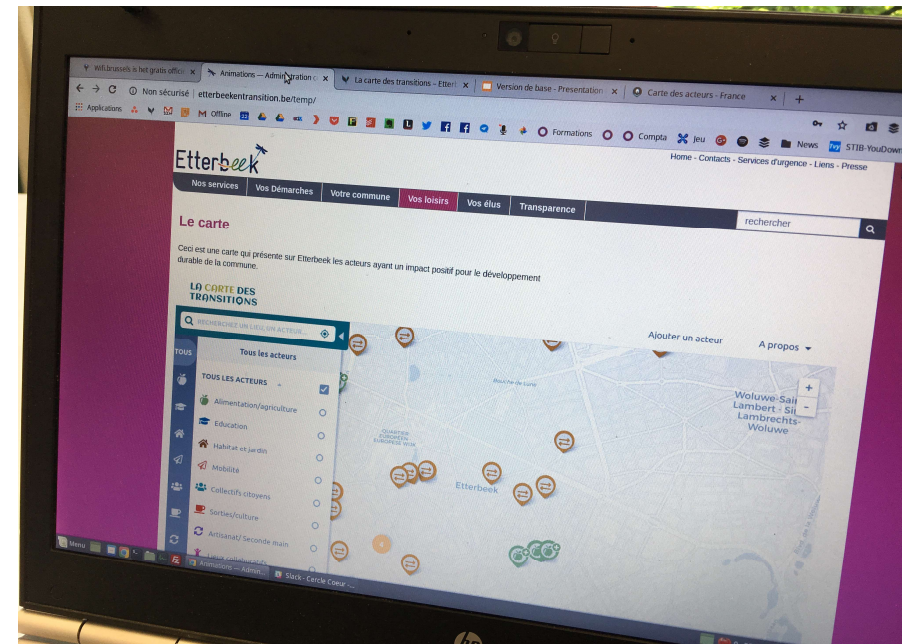 Wifi.brussels is het gratis offici
Animations — Admin
tration c
La carte des transitions - Etterb
Version de base - Presentation
Carte des acteurs - France
Non sécurisé
etterbeekentransition.be/temp/
Applications
Offline
Formations
Compta
Jeu
News
STIB-YouDown
Home - Contacts - Services d'urgence - Liens - Presse
Etterbeek
Nos services
Vos Démarches
Votre commune
Vos loisirs
Vos élus
Transparence
rechercher
Le carte
Ceci est une carte qui présente sur Etterbeek les acteurs ayant un impact positif pour le développement
durable de la commune.
LA CARTE DES
TRANSITIONS
RECHERCHEZ UN LIEU, UN ACTEUR...
Ajouter un acteur
A propos
TOUS
Tous les acteurs
TOUS LES ACTEURS
Alimentation/agriculture
Education
Habitat et jardin
Mobilité
Collectifs citoyens
Sorties/culture
Artisanat/ Seconde main
QUARTIER
EUROPÉEN
EUROPESE WIJK
Etterbeek
Woluwe-Sain
Lambert - Si
Lambrechts-
Woluwe
+
-
Menu
Animations — Admin...
Slack - Cercle Coeur -...
hp